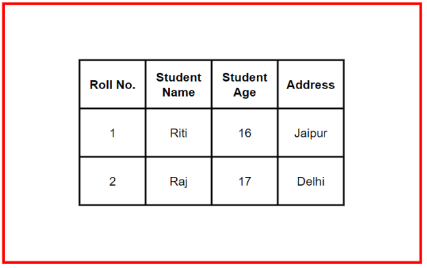 Roll No. Student Name Student Age Address
1 Riti 16 Jaipur
2 Raj 17 Delhi